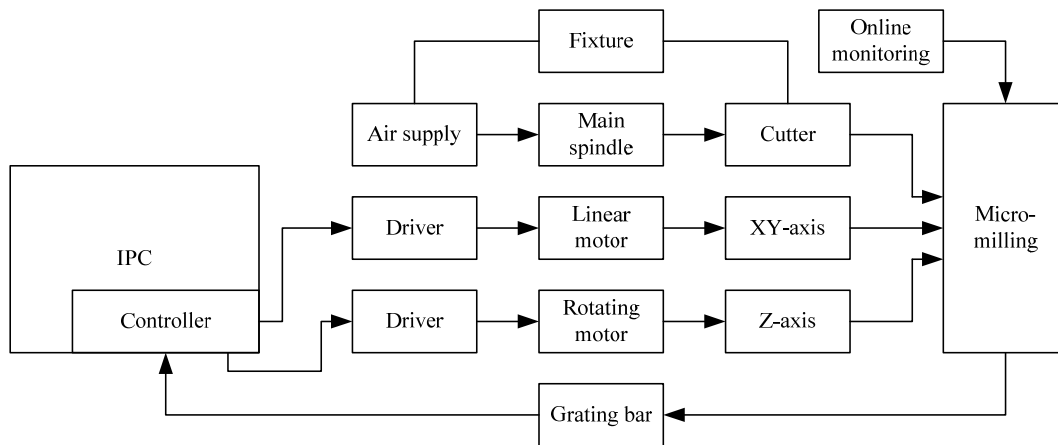 Fixture
Online
monitoring
Air supply
Main
spindle
Cutter
IPC
Controller
Driver
Linear
motor
XY-axis
Micro-
milling
Driver
Rotating
motor
Z-axis
Grating bar